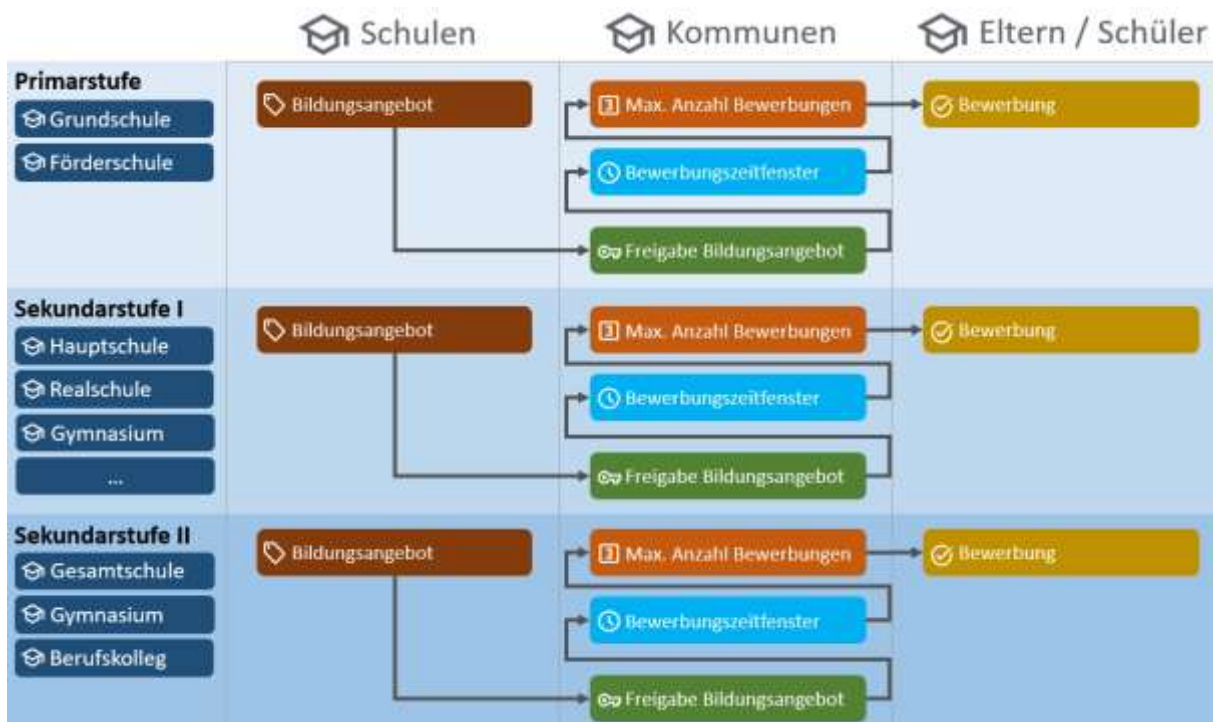 Schulen
Kommunen
Eltern / Schüler
Primarstufe
Grundschule
Förderschule
Bildungsangebot
Max. Anzahl Bewerbungen
Bewerbung
Bewerbungszeitfenster
Freigabe Bildungsangebot
Sekundarstufe I
Hauptschule
Realschule
Gymnasium
...
Bildungsangebot
Max. Anzahl Bewerbungen
Bewerbung
Bewerbungszeitfenster
Freigabe Bildungsangebot
Sekundarstufe II
Gesamtschule
Gymnasium
Berufskolleg
Bildungsangebot
Max. Anzahl Bewerbungen
Bewerbung
Bewerbungszeitfenster
Freigabe Bildungsangebot